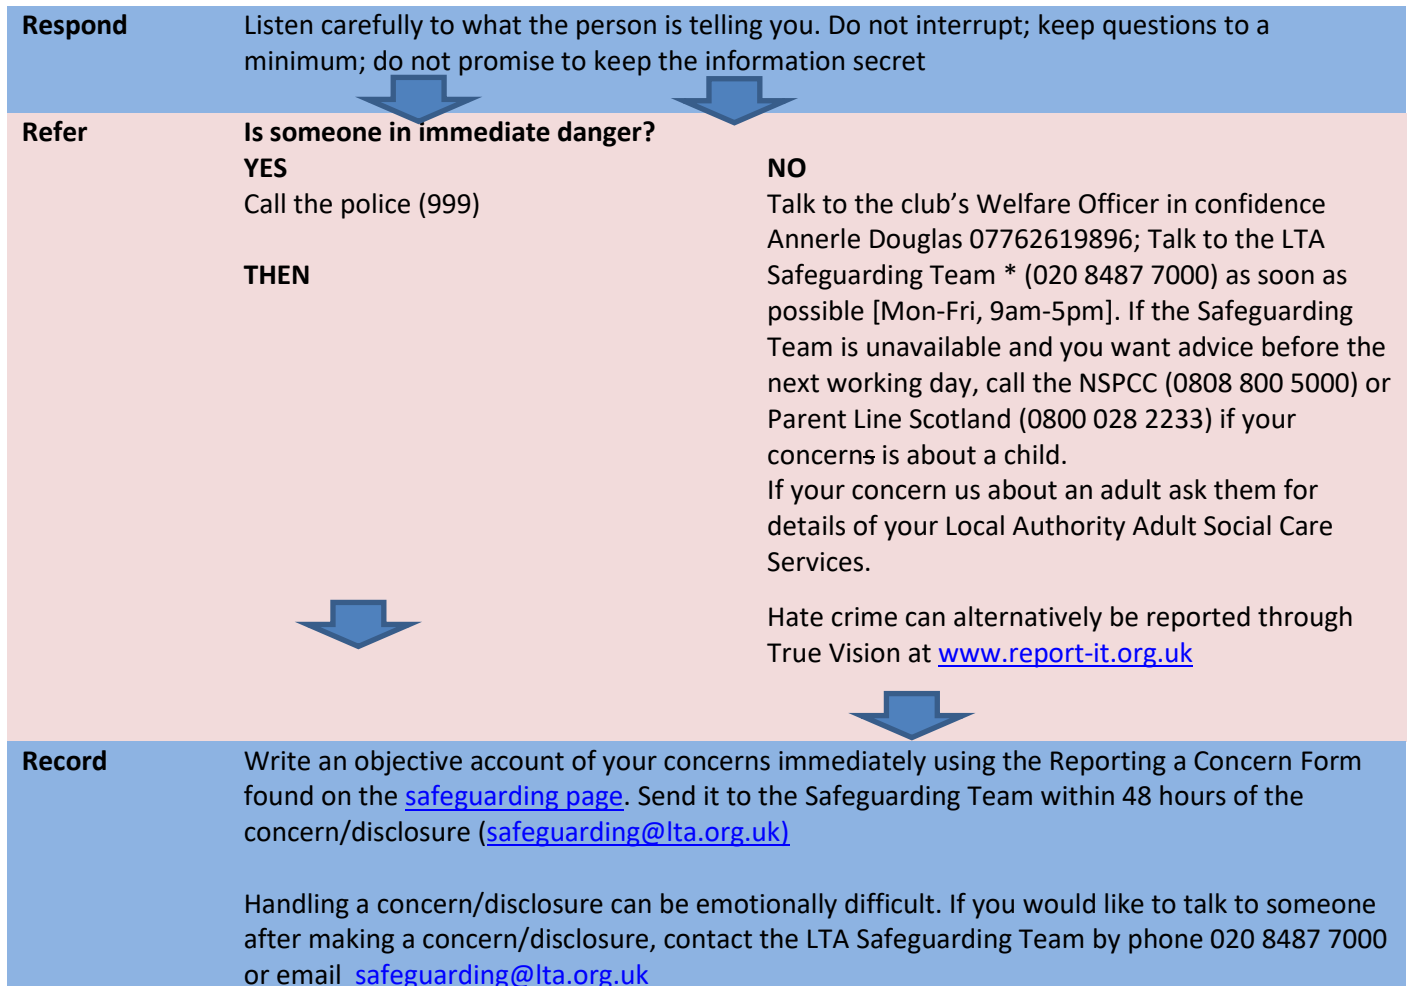 Respond
Listen carefully to what the person is telling you. Do not interrupt; keep questions to a
minimum; do not promise to keep the information secret
Refer
Is someone in immediate danger?
YES
Call the police (999)
THEN
NO
Talk to the club’s Welfare Officer in confidence
Annerle Douglas 07762619896; Talk to the LTA
Safeguarding Team * (020 8487 7000) as soon as
possible [Mon-Fri, 9am-5pm]. If the Safeguarding
Team is unavailable and you want advice before the
next working day, call the NSPCC (0808 800 5000) or
Parent Line Scotland (0800 028 2233) if your
concerns is about a child.
If your concern us about an adult ask them for
details of your Local Authority Adult Social Care
Services.
Hate crime can alternatively be reported through
True Vision at www.report-it.org.uk
Record
Write an objective account of your concerns immediately using the Reporting a Concern Form
found on the safeguarding page. Send it to the Safeguarding Team within 48 hours of the
concern/disclosure (safeguarding@lta.org.uk)
Handling a concern/disclosure can be emotionally difficult. If you would like to talk to someone
after making a concern/disclosure, contact the LTA Safeguarding Team by phone 020 8487 7000
or email safeguarding@lta.org.uk